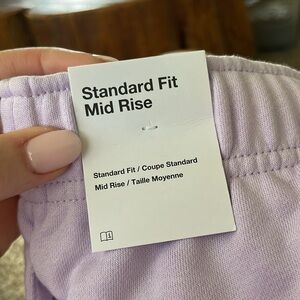 Standard Fit
Mid Rise
Standard Fit / Coupe Standard
Mid Rise / Taille Moyenne